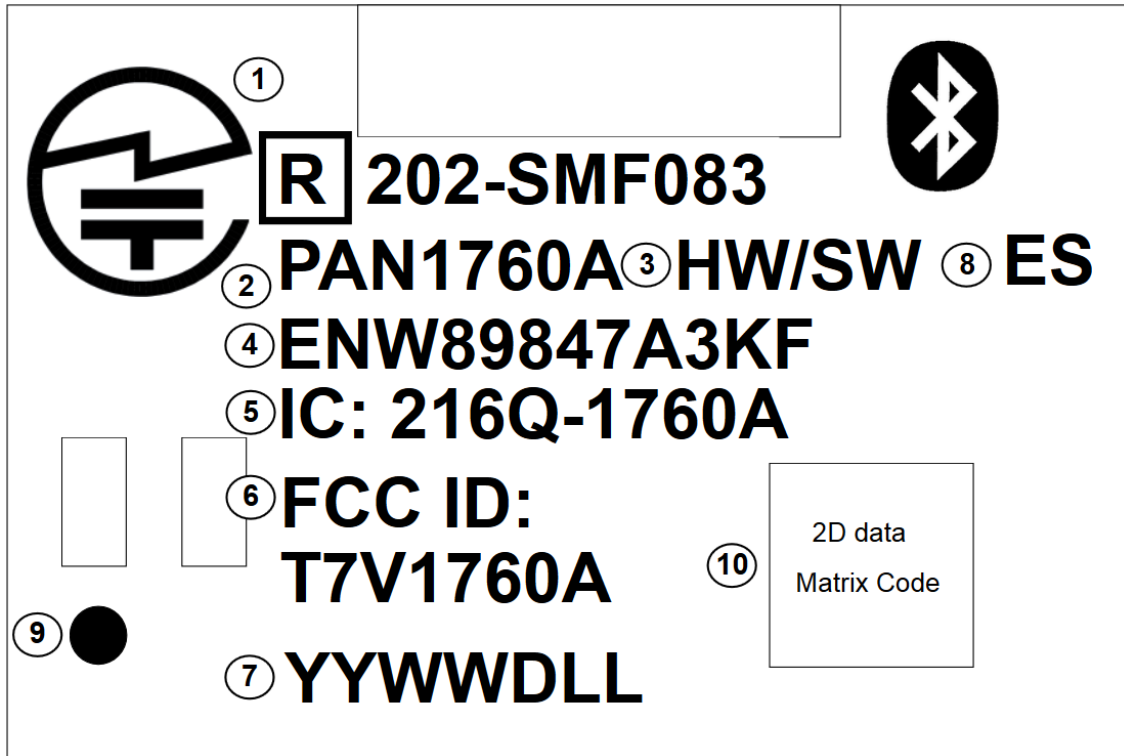 1
R 202-SMF083
2 PAN1760A 3 HW/SW 8 ES
4 ENW89847A3KF
5 IC: 216Q-1760A
6 FCC ID:
T7V1760A
10 2D data
Matrix Code
9
7 YYWWDLL